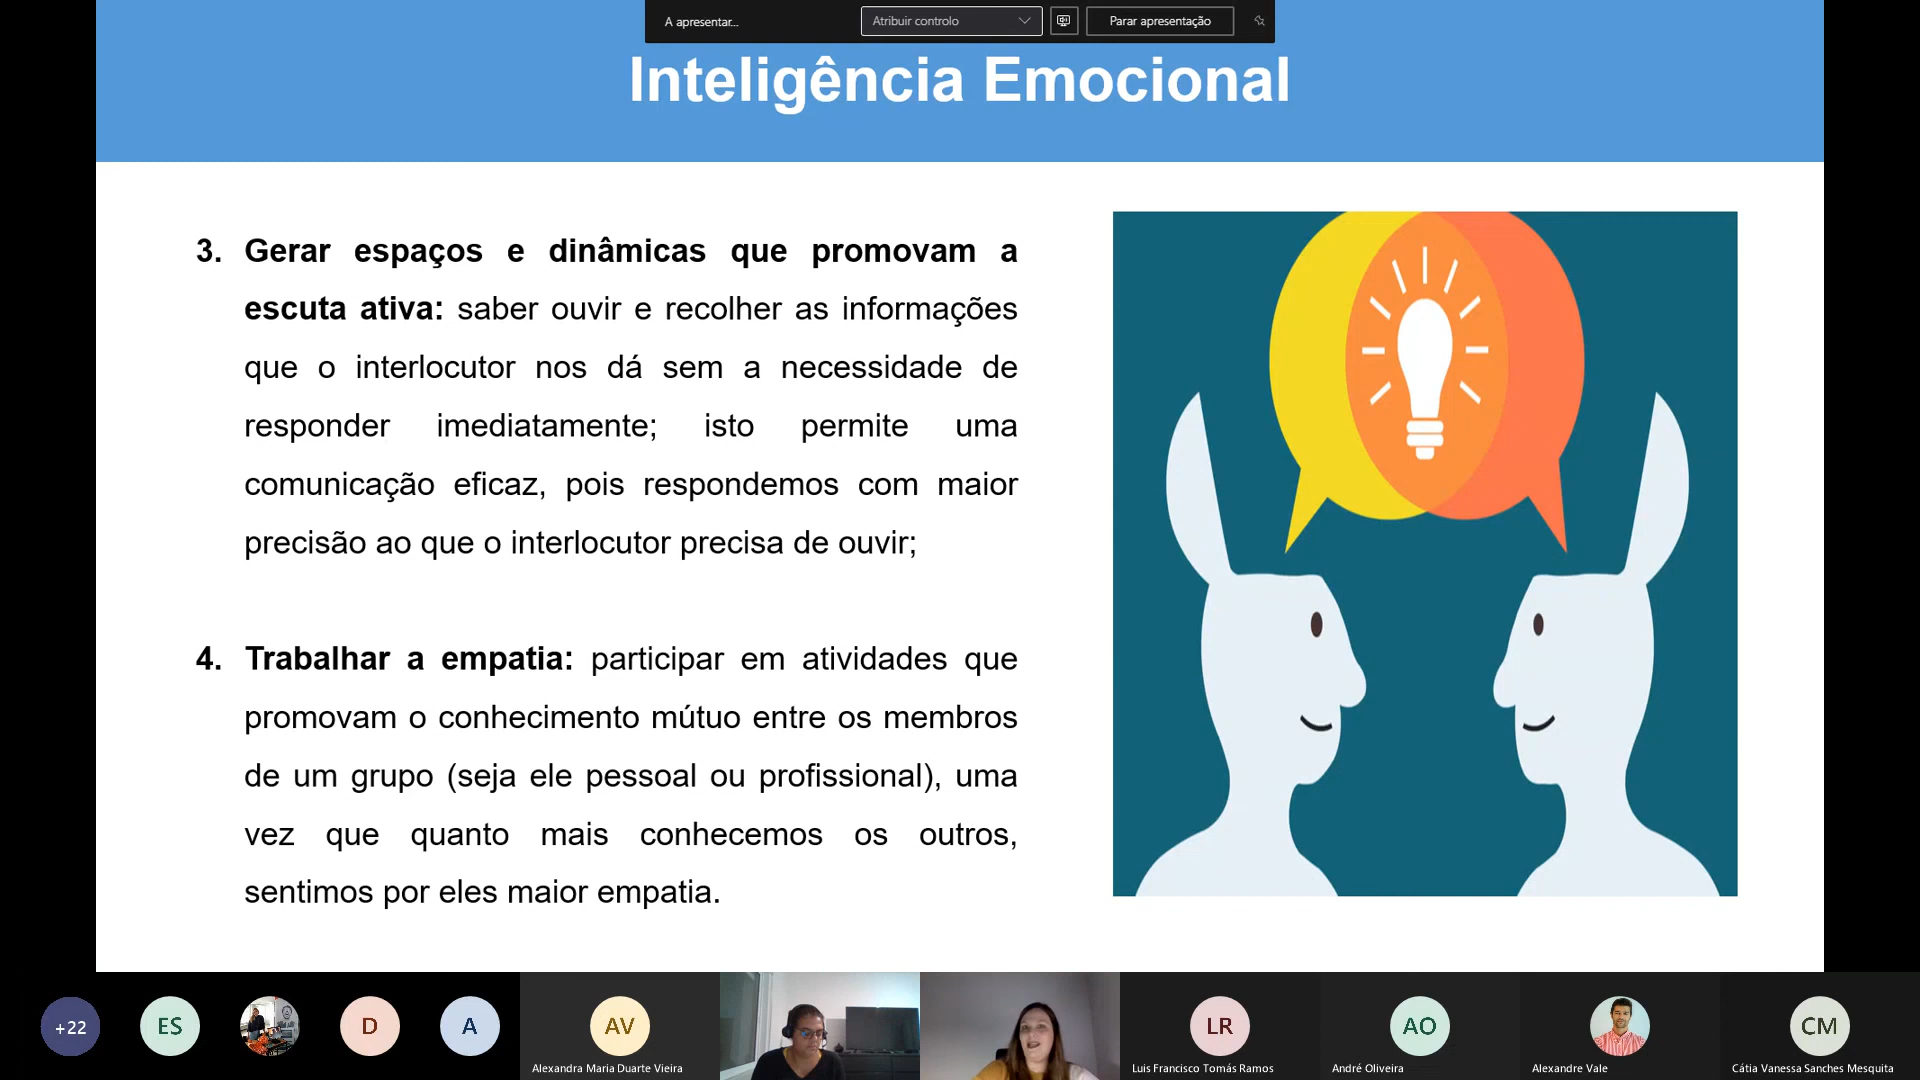 A apresentar...
Atribuir controlo
Parar apresentação
Inteligência Emocional
3. Gerar espaços e dinâmicas que promovam a
escuta ativa: saber ouvir e recolher as informações
que o interlocutor nos dá sem a necessidade de
responder imediatamente; isto permite uma
comunicação eficaz, pois respondemos com maior
precisão ao que o interlocutor precisa de ouvir;
4. Trabalhar a empatia: participar em atividades que
promovam o conhecimento mútuo entre os membros
de um grupo (seja ele pessoal ou profissional), uma
vez que quanto mais conhecemos os outros,
sentimos por eles maior empatia.
+22
ES
D
A
AV
LR
AO
CM
Alexandra Maria Duarte Vieira
Luis Francisco Tomás Ramos
André Oliveira
Alexandre Vale
Cátia Vanessa Sanches Mesquita